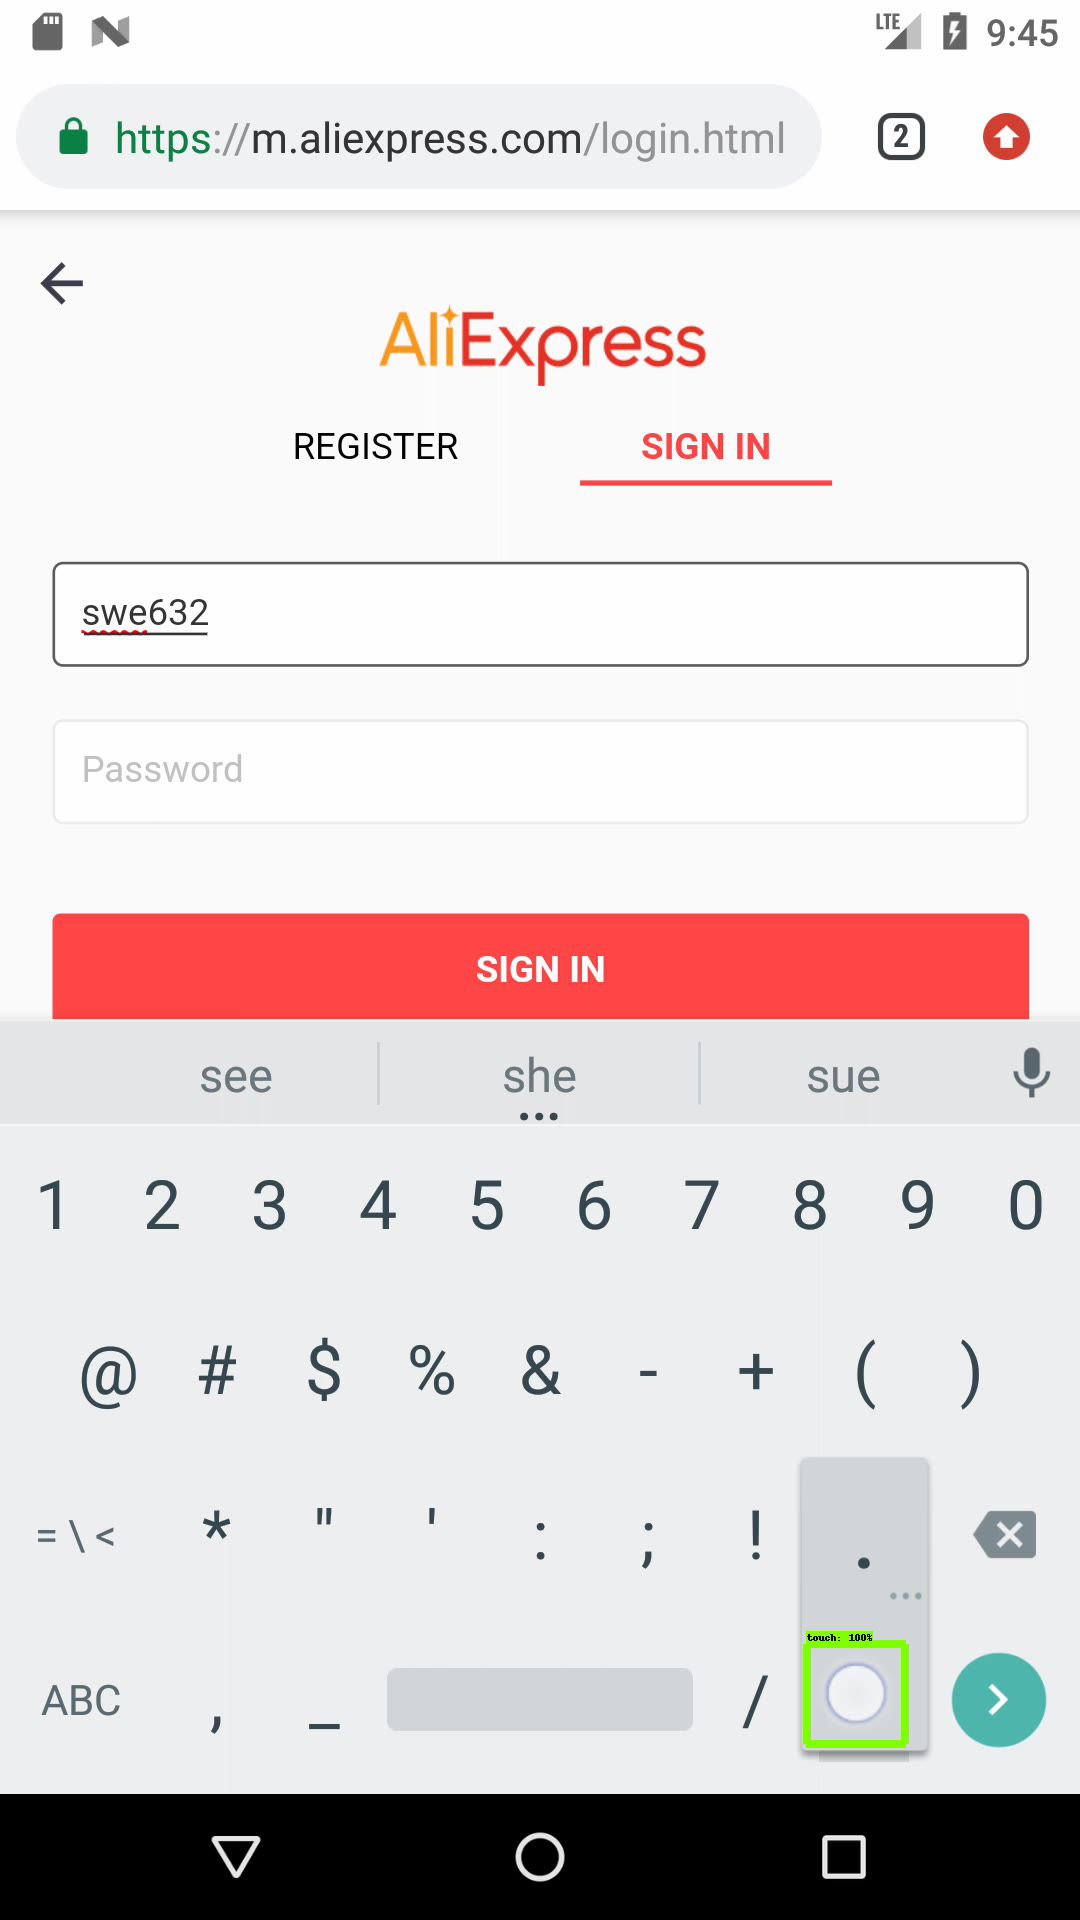 LTE 9:45
https://m.aliexpress.com/login.html 2
AliExpress
REGISTER SIGN IN
swe632
Password
SIGN IN
see she sue
1 2 3 4 5 6 7 8 9 0
@ # $ % & - + ( )
= \ < * " ' : ; ! .
touch: 100%
ABC , _ /